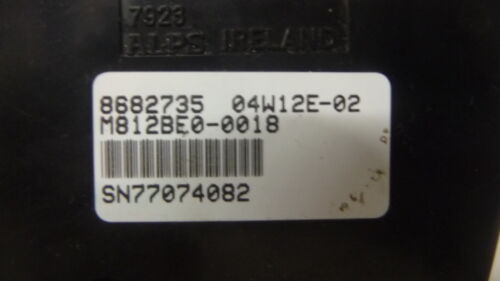 7923
ALPS IRELAND
8682735 04W12E-02
M812BE0-0018
SN77074082